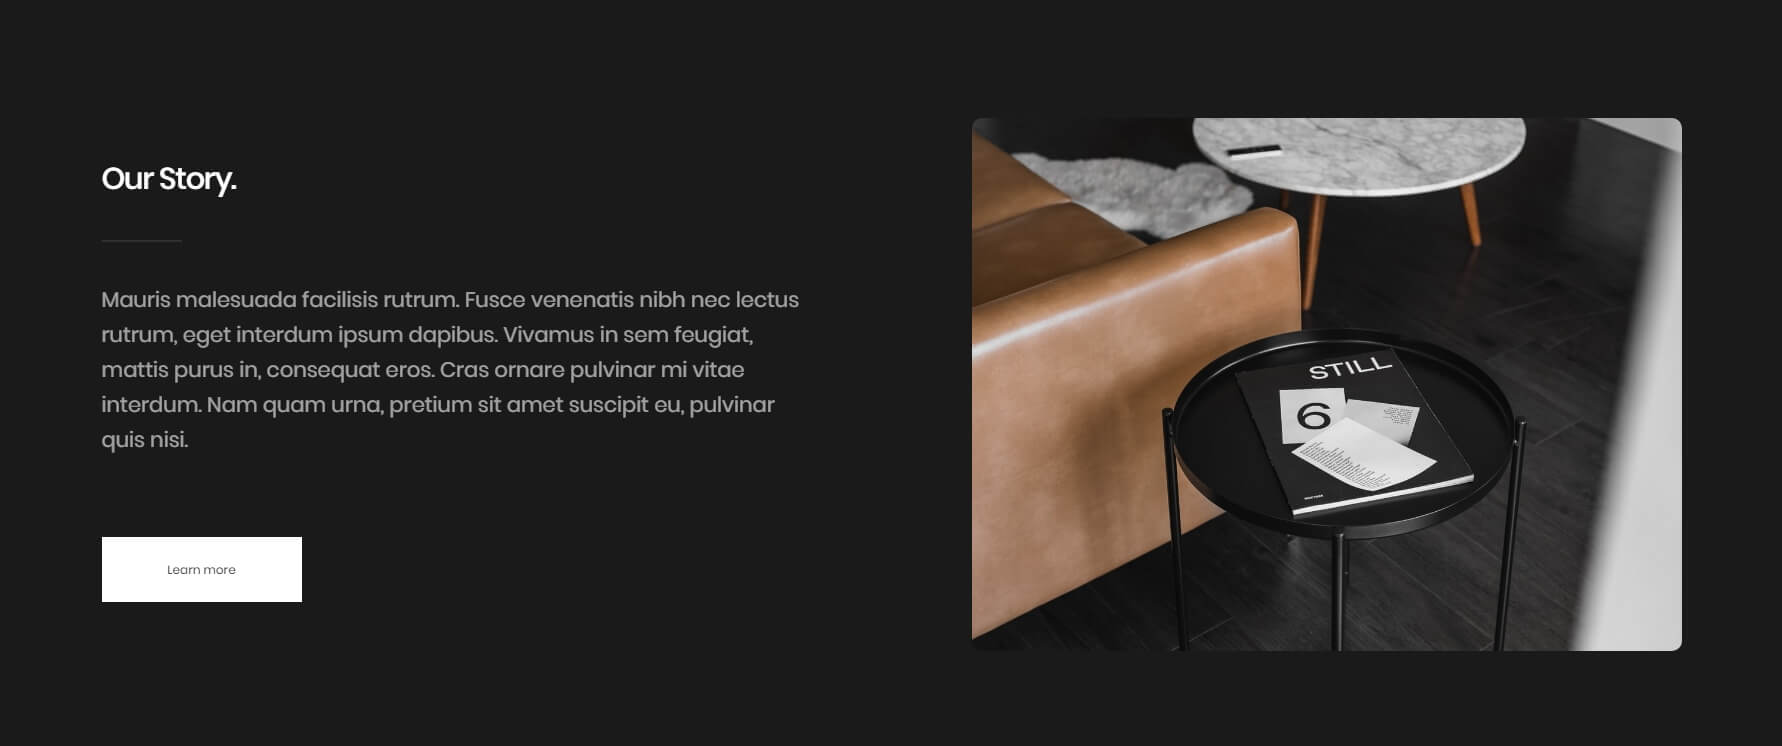 Our Story.
Mauris malesuada facilisis rutrum. Fusce venenatis nibh nec lectus
rutrum, eget interdum ipsum dapibus. Vivamus in sem feugiat,
mattis purus in, consequat eros. Cras ornare pulvinar mi vitae
interdum. Nam quam urna, pretium sit amet suscipit eu, pulvinar
quis nisi.
Learn more
STILL
6